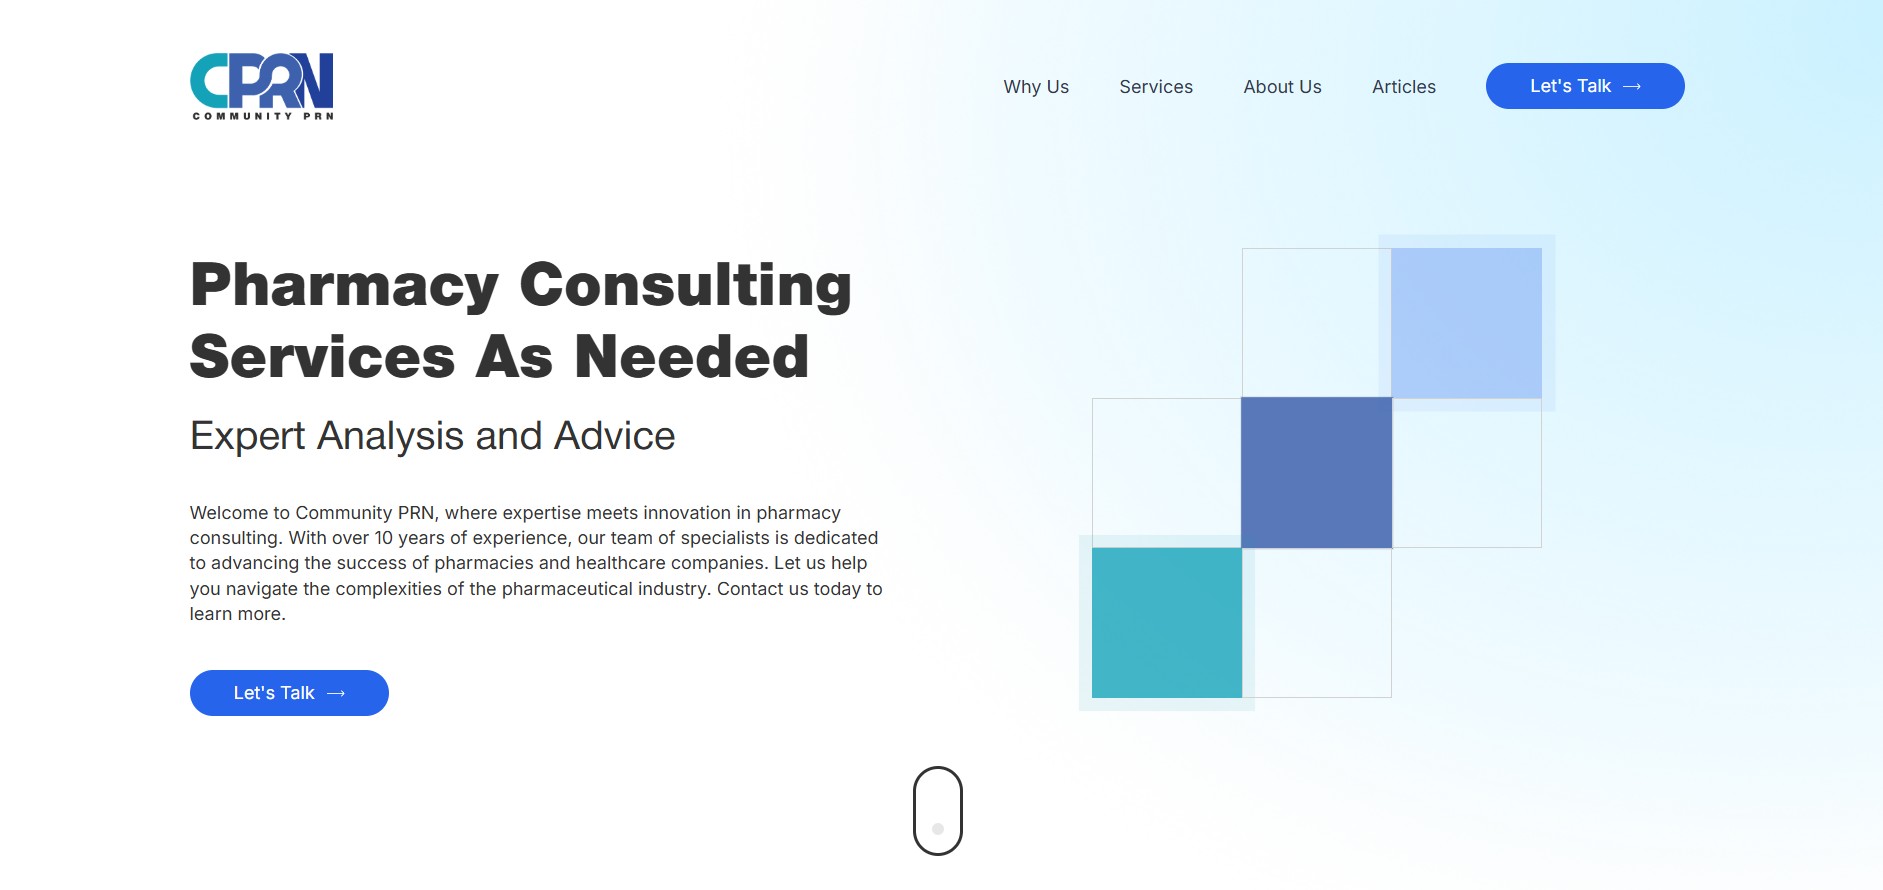 CPRN
COMMUNITY PRN
Why Us
Services
About Us
Articles
Let's Talk →
Pharmacy Consulting
Services As Needed
Expert Analysis and Advice
Welcome to Community PRN, where expertise meets innovation in pharmacy
consulting. With over 10 years of experience, our team of specialists is dedicated
to advancing the success of pharmacies and healthcare companies. Let us help
you navigate the complexities of the pharmaceutical industry. Contact us today to
learn more.
Let's Talk →